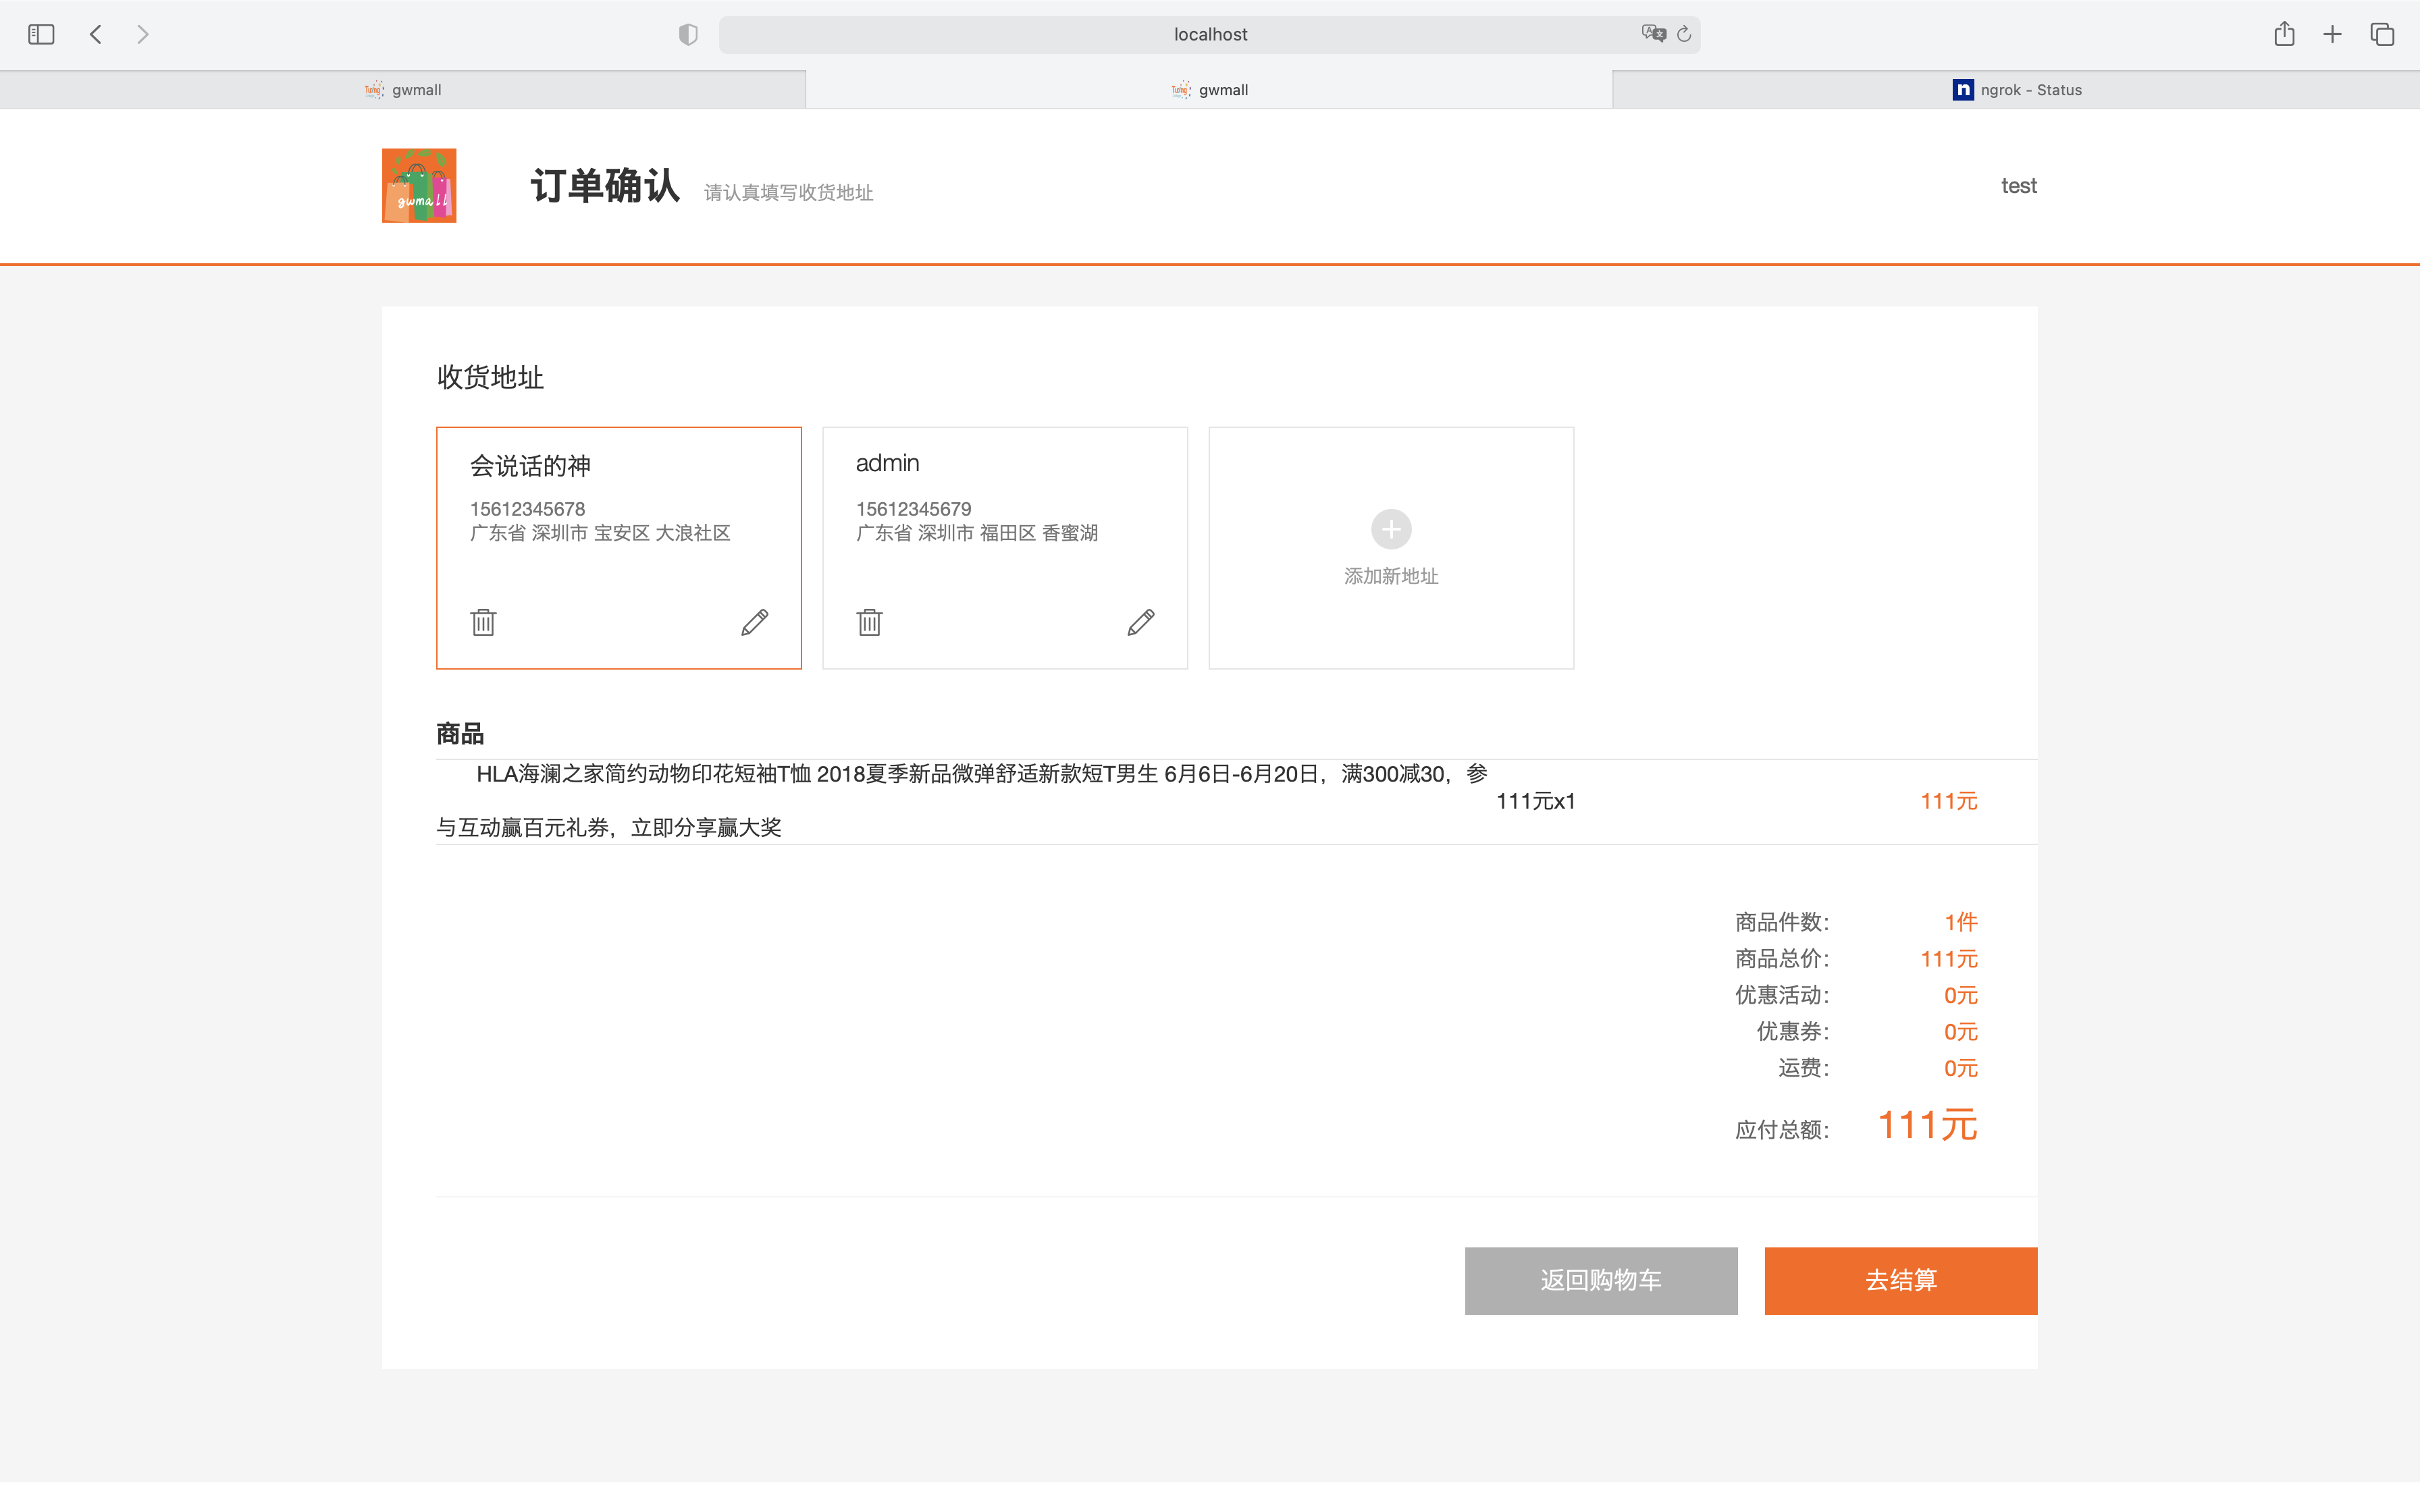 localhost
gwmall
gwmall
n ngrok - Status
gwmall
订单确认 请认真填写收货地址
test
收货地址
会说话的神
15612345678
广东省 深圳市 宝安区 大浪社区
admin
15612345679
广东省 深圳市 福田区 香蜜湖
添加新地址
商品
HLA海澜之家简约动物印花短袖T恤 2018夏季新品微弹舒适新款短T男生 6月6日-6月20日，满300减30，参
与互动赢百元礼券，立即分享赢大奖
111元x1
111元
商品件数： 1件
商品总价： 111元
优惠活动： 0元
优惠券： 0元
运费： 0元
应付总额： 111元
返回购物车
去结算